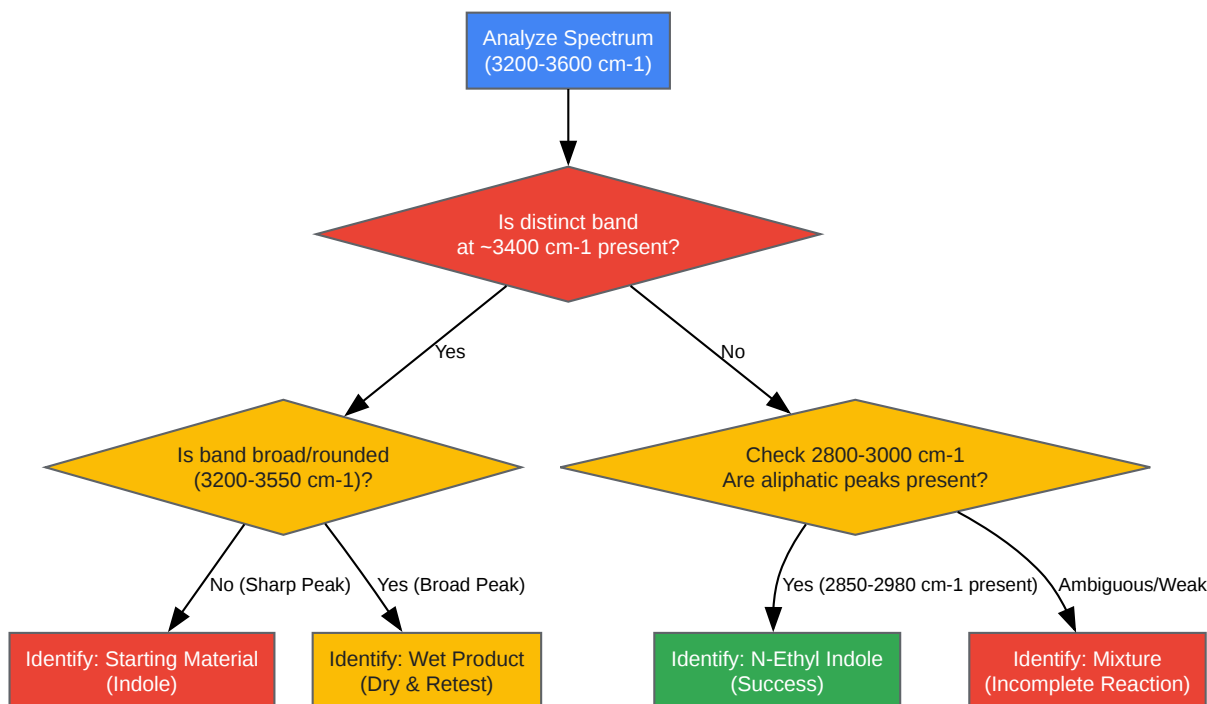 Analyze Spectrum
(3200-3600 cm-1)
Is distinct band
at ~3400 cm-1 present?
Yes
No
Is band broad/rounded
(3200-3550 cm-1)?
Check 2800-3000 cm-1
Are aliphatic peaks present?
No (Sharp Peak)
Yes (Broad Peak)
Yes (2850-2980 cm-1 present)
Ambiguous/Weak
Identify: Starting Material
(Indole)
Identify: Wet Product
(Dry & Retest)
Identify: N-Ethyl Indole
(Success)
Identify: Mixture
(Incomplete Reaction)